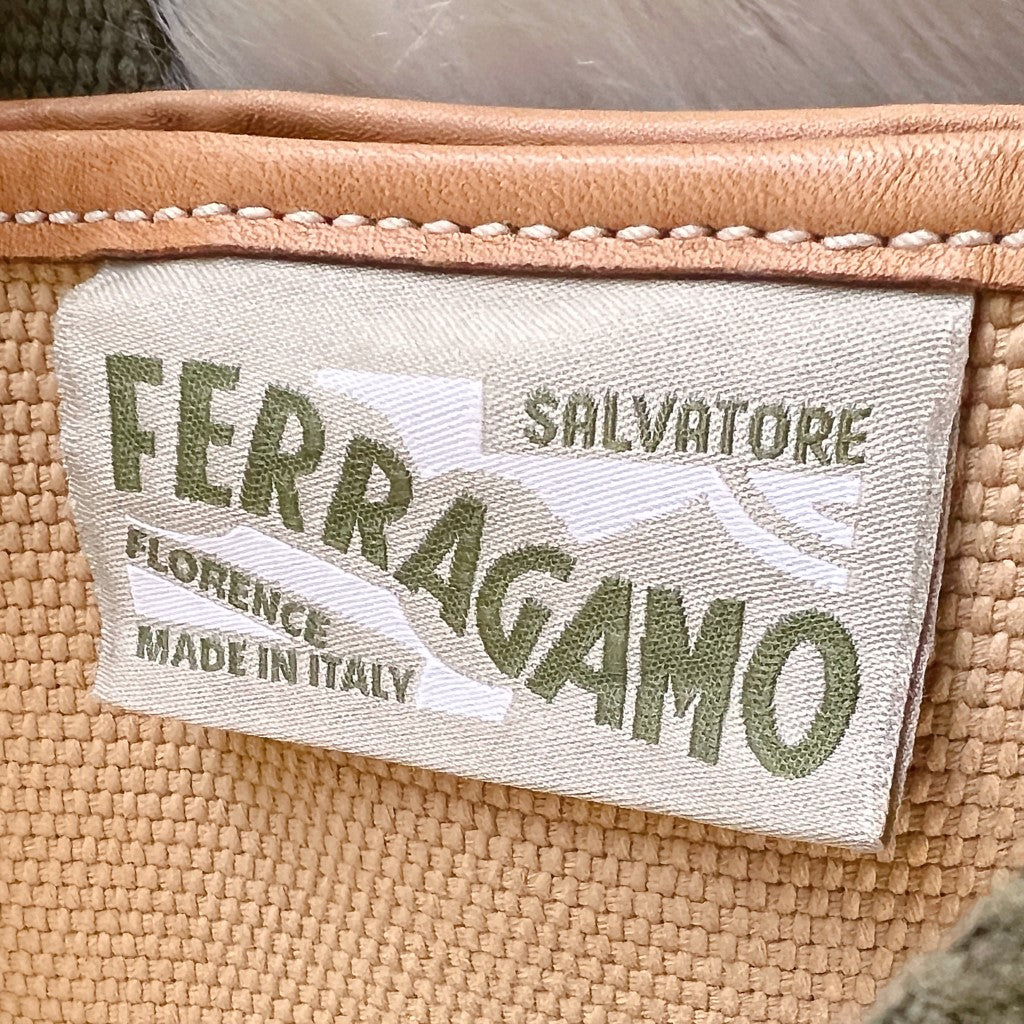 SALVATORE
FERRAGAMO
FLORENCE
MADE IN ITALY